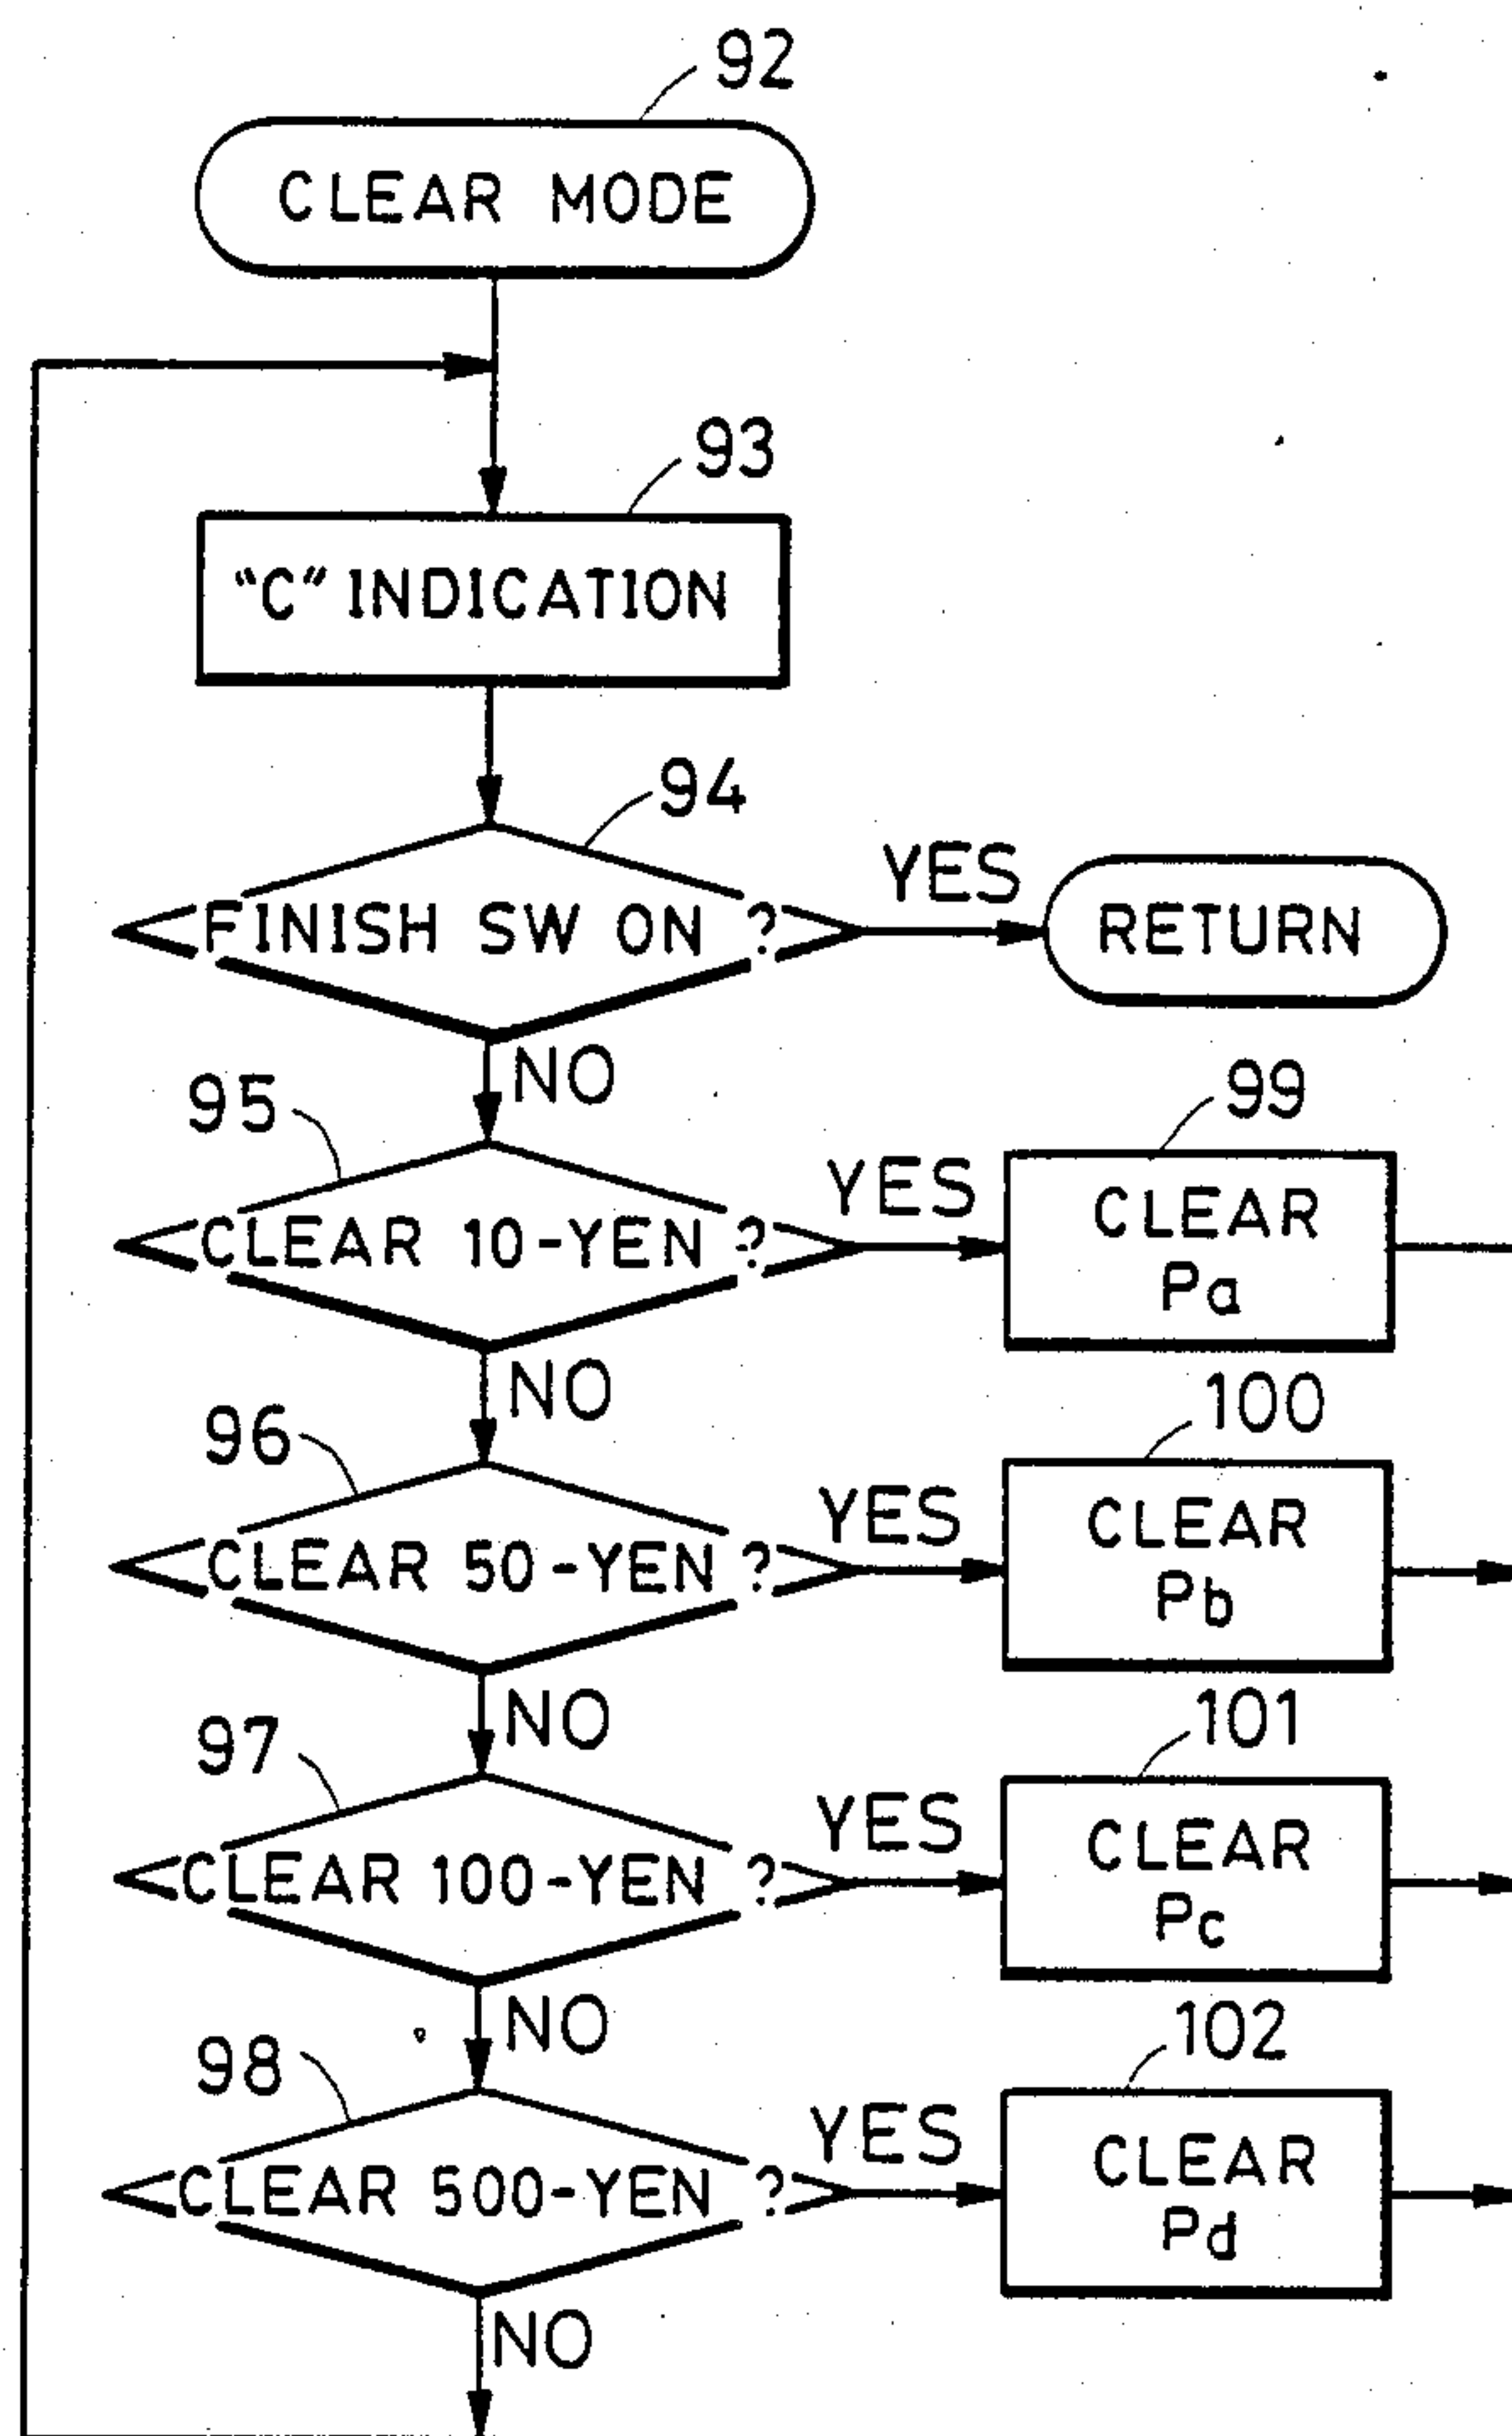 92
CLEAR MODE
93
"C" INDICATION
94
FINISH SW ON ?
YES
RETURN
NO
95
CLEAR 10-YEN ?
YES
99
CLEAR
Pa
NO
96
CLEAR 50-YEN ?
YES
100
CLEAR
Pb
NO
97
CLEAR 100-YEN ?
YES
101
CLEAR
Pc
NO
98
CLEAR 500-YEN ?
YES
102
CLEAR
Pd
NO